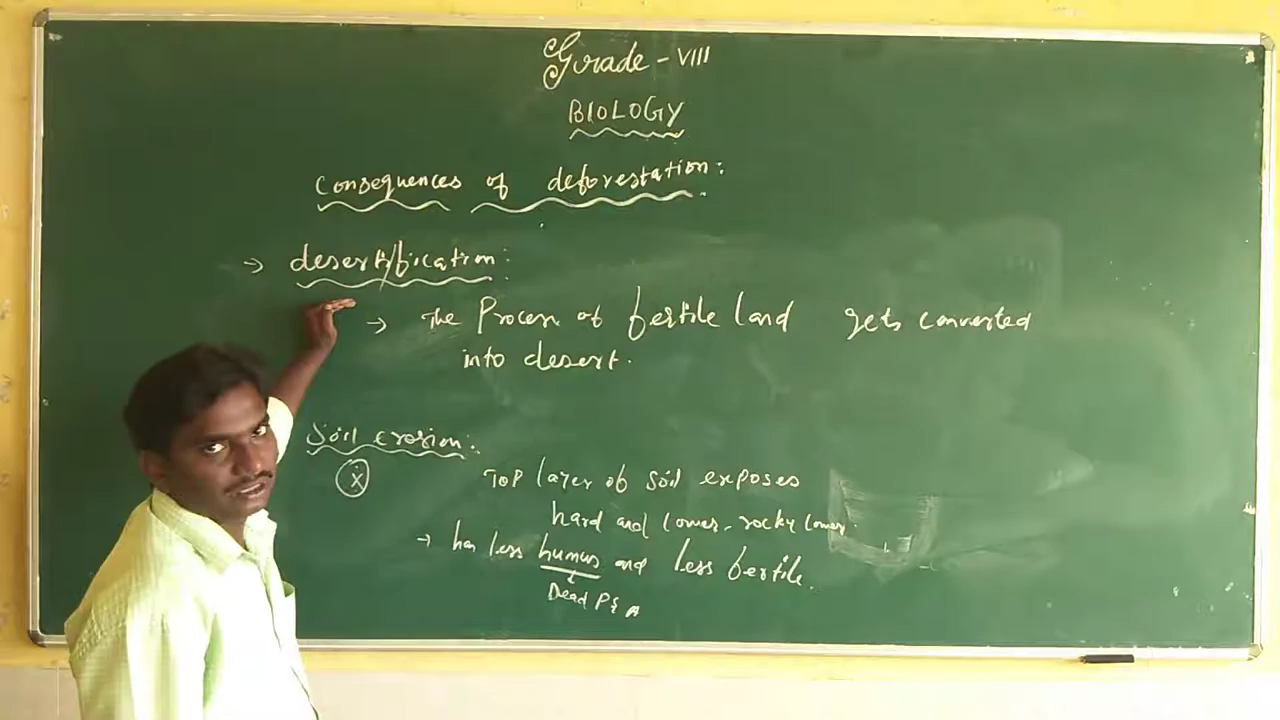 Grade - VIII
BIOLOGY
Consequences of deforestation:
→ desertification:
→ The Process of fertile land gets converted
into desert.
Soil erosion:
x
Top layer of soil exposes
hard and lower, rocky lower.
→ has less humus and less fertile.
Dead P & A